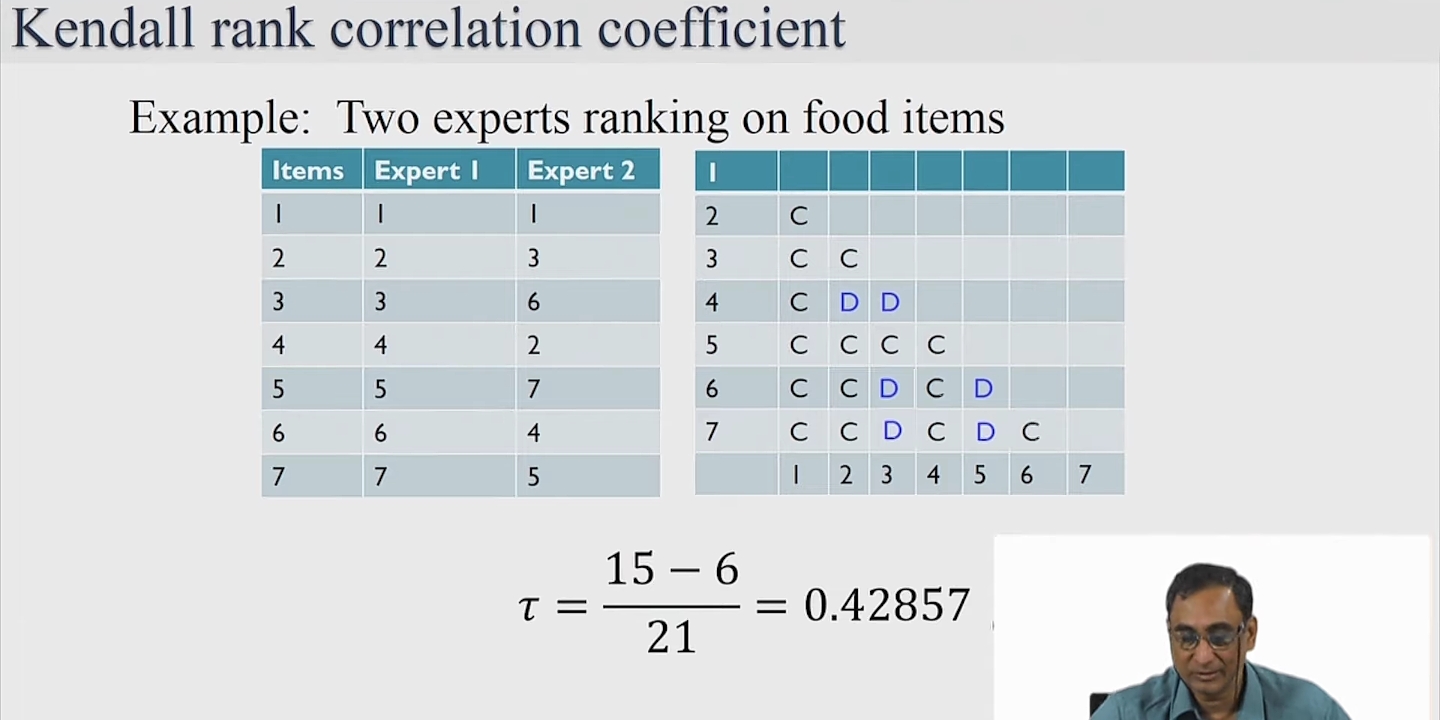 Kendall rank correlation coefficient
Example: Two experts ranking on food items
Items Expert 1 Expert 2
1 1 1
2 2 3
3 3 6
4 4 2
5 5 7
6 6 4
7 7 5
1
2 C
3 C C
4 C D D
5 C C C C
6 C C D C D
7 C C D C D C
1 2 3 4 5 6 7
τ = (15 − 6)/21 = 0.42857